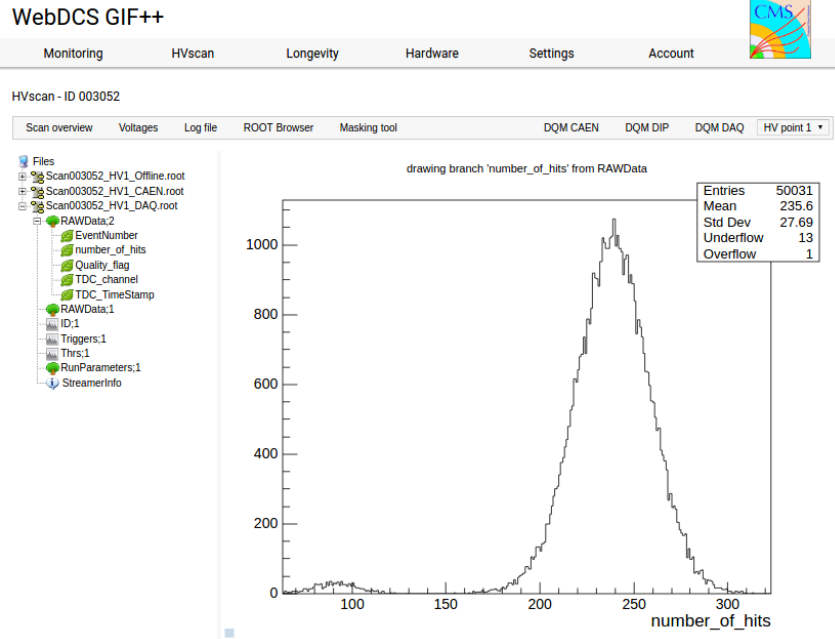 WebDCS GIF++
CMS
Monitoring HVscan Longevity Hardware Settings Account
HVscan - ID 003052
Scan overview Voltages Log file ROOT Browser Masking tool DQM CAEN DQM DIP DQM DAQ HV point 1
Files
Scan003052_HV1_Offline.root
Scan003052_HV1_CAEN.root
Scan003052_HV1_DAQ.root
RAWData;2
EventNumber
number_of_hits
Quality_flag
TDC_channel
TDC_TimeStamp
RAWData;1
ID;1
Triggers;1
Thrs;1
RunParameters;1
StreamerInfo
drawing branch 'number_of_hits' from RAWData
Entries 50031
Mean 235.6
Std Dev 27.69
Underflow 13
Overflow 1
1000
800
600
400
200
0
100 150 200 250 300
number_of_hits